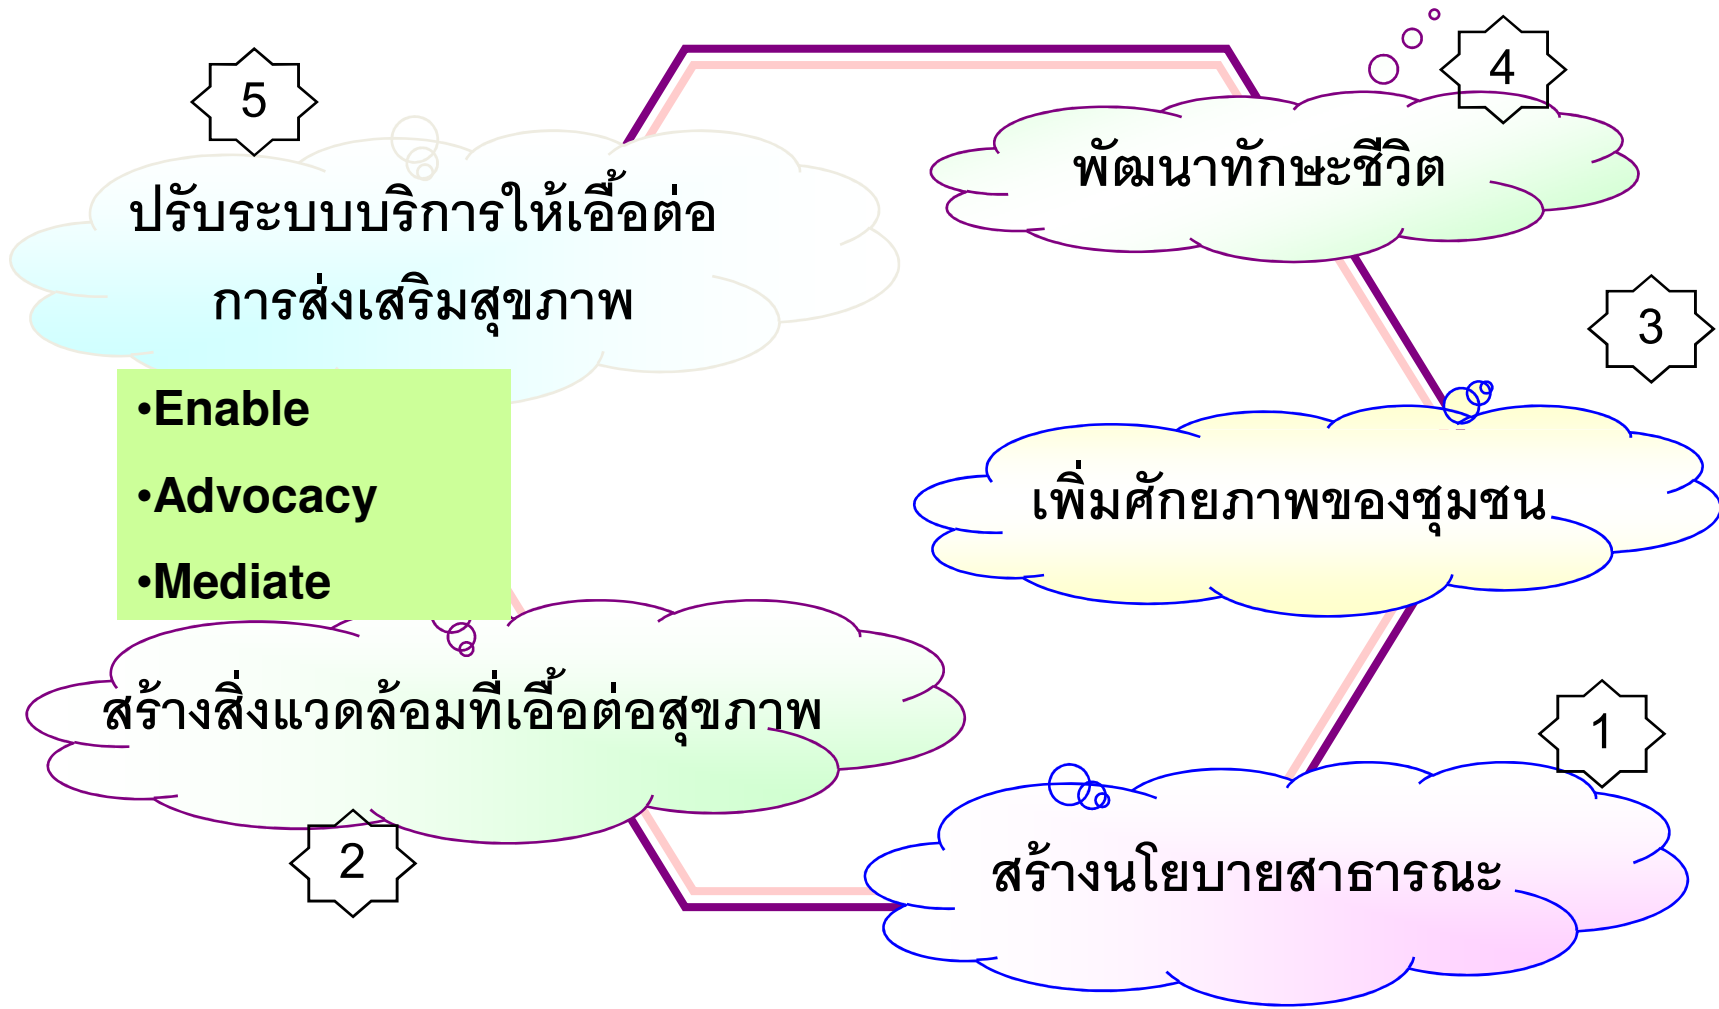 5
ปรับระบบบริการให้เอื้อต่อ
การส่งเสริมสุขภาพ
4
พัฒนาทักษะชีวิต
3
•Enable
•Advocacy
•Mediate
เพิ่มศักยภาพของชุมชน
สร้างสิ่งแวดล้อมที่เอื้อต่อสุขภาพ
2
1
สร้างนโยบายสาธารณะ